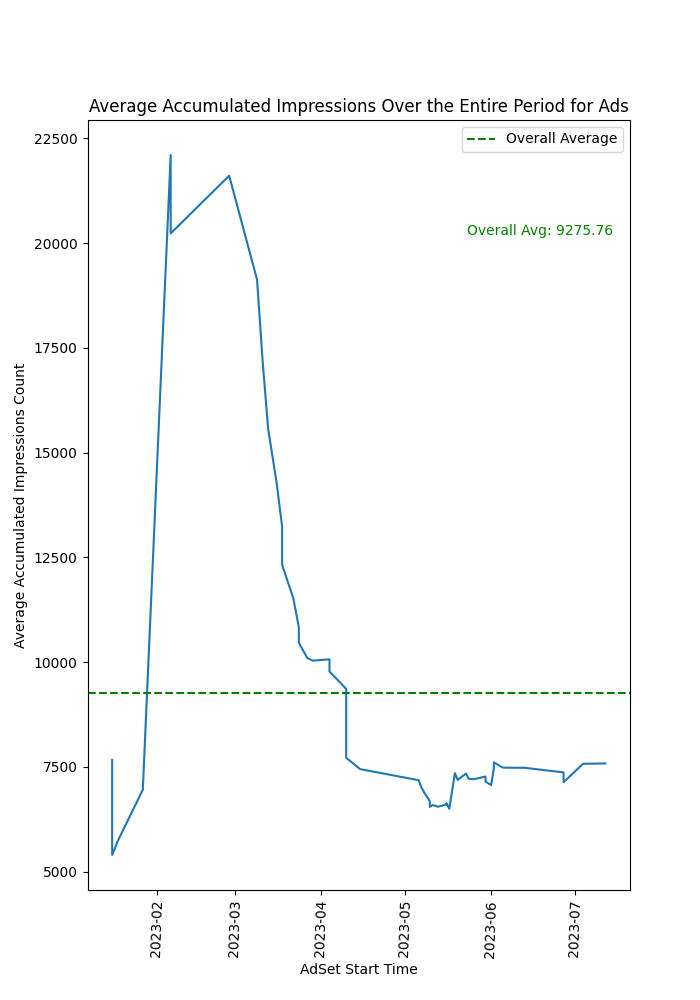 Average Accumulated Impressions Over the Entire Period for Ads
Overall Average
Overall Avg: 9275.76
Average Accumulated Impressions Count
22500
20000
17500
15000
12500
10000
7500
5000
2023-02
2023-03
2023-04
2023-05
2023-06
2023-07
AdSet Start Time